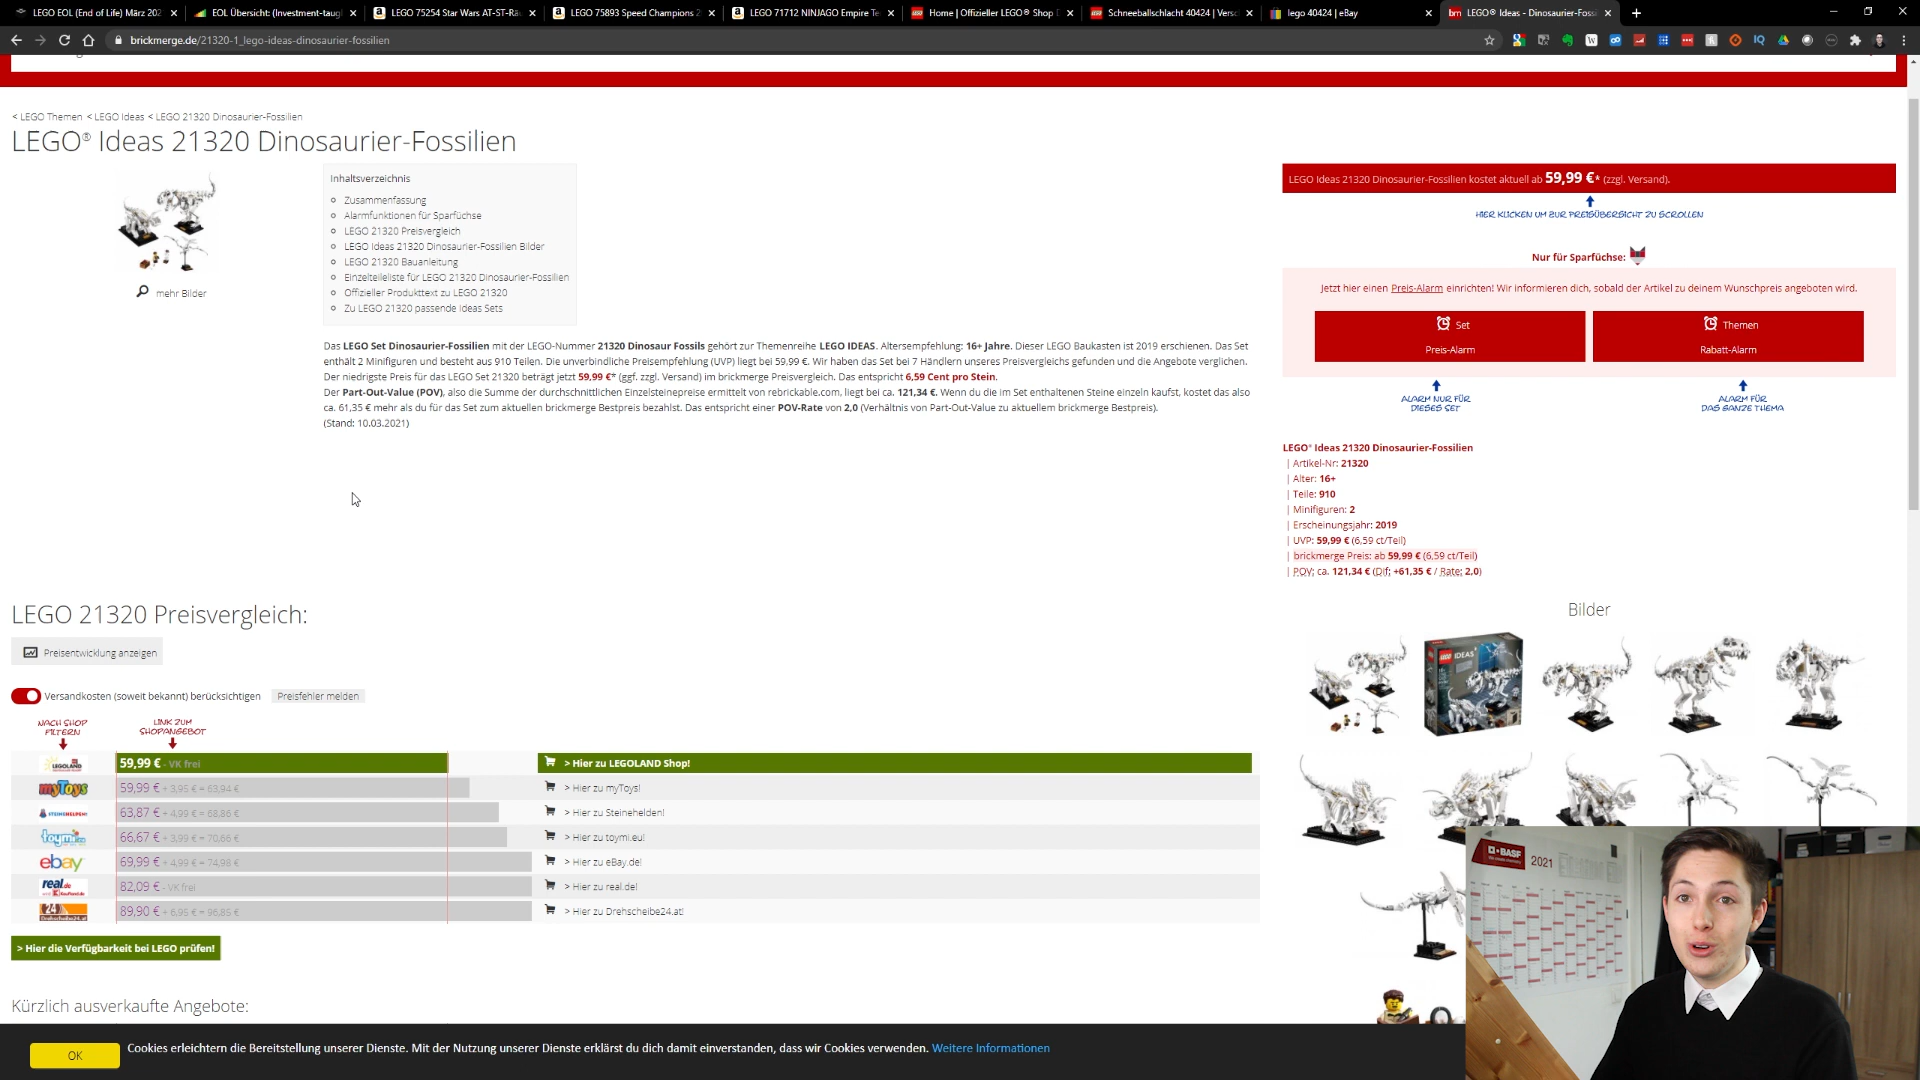 LEGO EOL (End of Life) März 202
EOL Übersicht: (Investment-taugl
LEGO 75254 Star Wars AT-ST-Rä
LEGO 75893 Speed Champions 2
LEGO 71712 NINJAGO Empire Te
Home | Offizieller LEGO® Shop D
Schneeballschlacht 40424 | Versc
lego 40424 | eBay
LEGO® Ideas - Dinosaurier-Foss
brickmerge.de/21320-1_lego-ideas-dinosaurier-fossilien
< LEGO Themen < LEGO Ideas < LEGO 21320 Dinosaurier-Fossilien
LEGO® Ideas 21320 Dinosaurier-Fossilien
mehr Bilder
Inhaltsverzeichnis
Zusammenfassung
Alarmfunktionen für Sparfüchse
LEGO 21320 Preisvergleich
LEGO Ideas 21320 Dinosaurier-Fossilien Bilder
LEGO 21320 Bauanleitung
Einzelteileliste für LEGO 21320 Dinosaurier-Fossilien
Offizieller Produkttext zu LEGO 21320
Zu LEGO 21320 passende Ideas Sets
Das LEGO Set Dinosaurier-Fossilien mit der LEGO-Nummer 21320 Dinosaur Fossils gehört zur Themenreihe LEGO IDEAS. Altersempfehlung: 16+ Jahre. Dieser LEGO Baukasten ist 2019 erschienen. Das Set
enthält 2 Minifiguren und besteht aus 910 Teilen. Die unverbindliche Preisempfehlung (UVP) liegt bei 59,99 €. Wir haben das Set bei 7 Händlern unseres Preisvergleichs gefunden und die Angebote verglichen.
Der niedrigste Preis für das LEGO Set 21320 beträgt jetzt 59,99 €* (ggf. zzgl. Versand) im brickmerge Preisvergleich. Das entspricht 6,59 Cent pro Stein.
Der Part-Out-Value (POV), also die Summe der durchschnittlichen Einzelsteinepreise ermittelt von rebrickable.com, liegt bei ca. 121,34 €. Wenn du die im Set enthaltenen Steine einzeln kaufst, kostet das also
ca. 61,35 € mehr als du für das Set zum aktuellen brickmerge Bestpreis bezahlst. Das entspricht einer POV-Rate von 2,0 (Verhältnis von Part-Out-Value zu aktuellem brickmerge Bestpreis).
(Stand: 10.03.2021)
LEGO Ideas 21320 Dinosaurier-Fossilien kostet aktuell ab 59,99 €* (zzgl. Versand).
HIER KLICKEN UM ZUR PREISÜBERSICHT ZU SCROLLEN
Nur für Sparfüchse:
Jetzt hier einen Preis-Alarm einrichten! Wir informieren dich, sobald der Artikel zu deinem Wunschpreis angeboten wird.
Set
Preis-Alarm
Themen
Rabatt-Alarm
ALARM NUR FÜR
DIESES SET
ALARM FÜR
DAS GANZE THEMA
LEGO® Ideas 21320 Dinosaurier-Fossilien
| Artikel-Nr: 21320
| Alter: 16+
| Teile: 910
| Minifiguren: 2
| Erscheinungsjahr: 2019
| UVP: 59,99 € (6,59 ct/Teil)
| brickmerge Preis: ab 59,99 € (6,59 ct/Teil)
| POV: ca. 121,34 € (Dif: +61,35 € / Rate: 2,0)
Bilder
LEGO 21320 Preisvergleich:
Preisentwicklung anzeigen
Versandkosten (soweit bekannt) berücksichtigen
Preisfehler melden
NACH SHOP
FILTERN
LINK ZUM
SHOPANGEBOT
LEGOLAND 59,99 € - VK frei > Hier zu LEGOLAND Shop!
myToys 59,99 € + 3,95 € = 63,94 € > Hier zu myToys!
STEINEHELDEN 63,87 € + 4,99 € = 68,86 € > Hier zu Steinehelden!
toymi.eu 66,67 € + 3,99 € = 70,66 € > Hier zu toymi.eu!
ebay 69,99 € + 4,99 € = 74,98 € > Hier zu eBay.de!
real.de 82,09 € - VK frei > Hier zu real.de!
24 Drehscheibe24.at 89,90 € + 6,95 € = 96,85 € > Hier zu Drehscheibe24.at!
> Hier die Verfügbarkeit bei LEGO prüfen!
Kürzlich ausverkaufte Angebote:
OK
Cookies erleichtern die Bereitstellung unserer Dienste. Mit der Nutzung unserer Dienste erklärst du dich damit einverstanden, dass wir Cookies verwenden. Weitere Informationen
LEGO IDEAS
BASF
2021